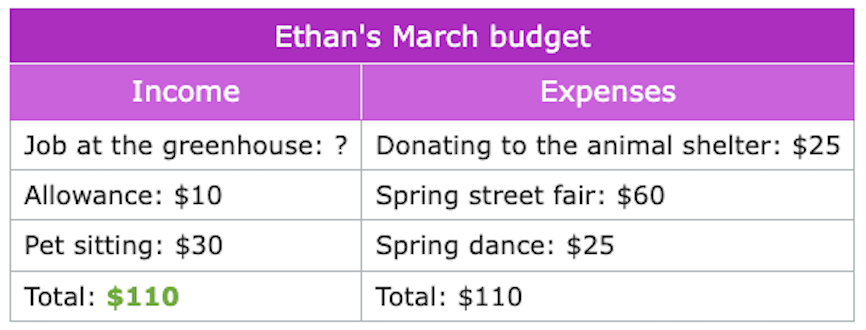 Ethan's March budget
Income Expenses
Job at the greenhouse: ? Donating to the animal shelter: $25
Allowance: $10 Spring street fair: $60
Pet sitting: $30 Spring dance: $25
Total: $110 Total: $110